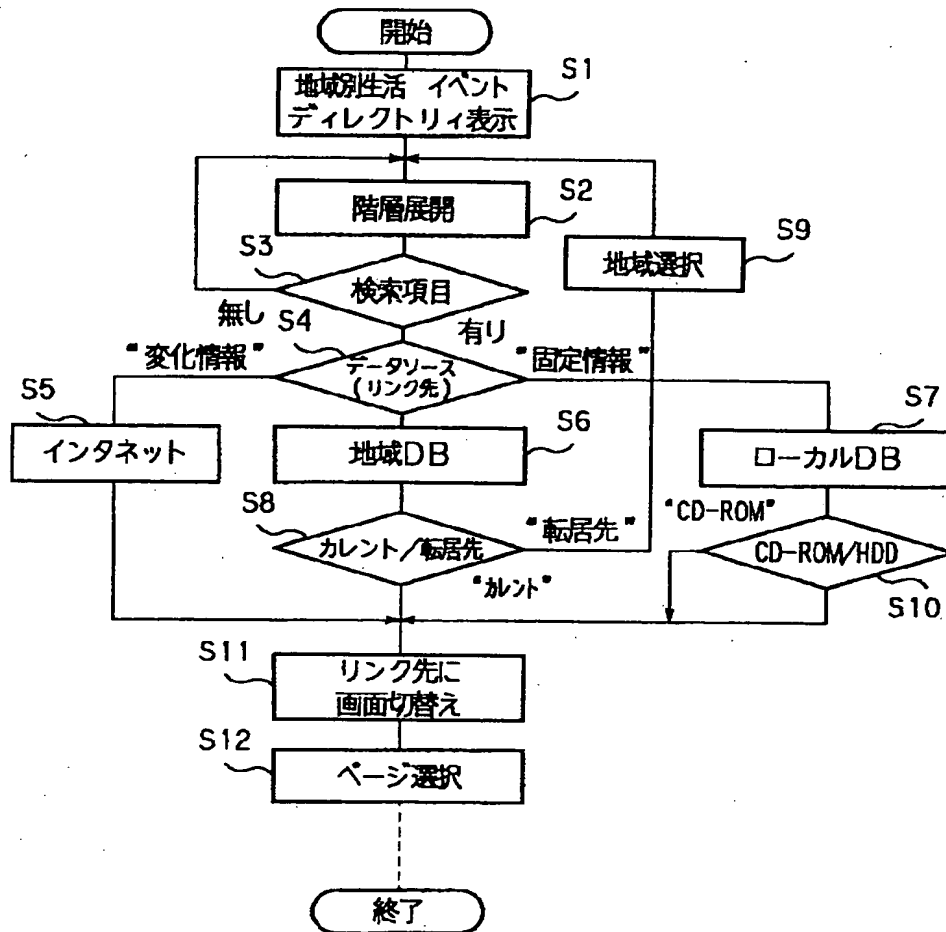 開始
S1
地域別生活 イベント
ディレクトリィ表示
階層展開
S2
S9
地域選択
S3
検索項目
無し
有り
S4
"変化情報"
データソース
(リンク先)
"固定情報"
S5
インタネット
S6
地域DB
S7
ローカルDB
S8
カレント/転居先
"転居先"
"カレント"
"CD-ROM"
CD-ROM/HDD
S10
S11
リンク先に
画面切替え
S12
ページ選択
終了